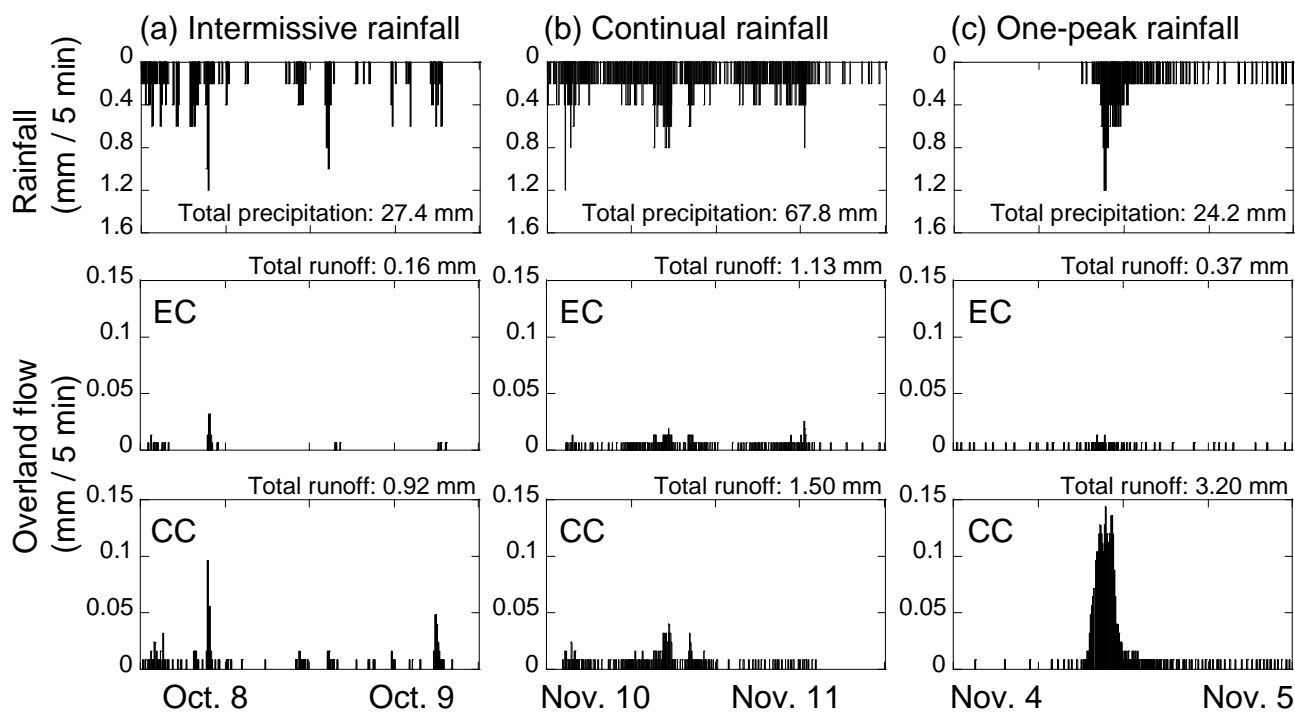 (a) Intermissive rainfall
(b) Continual rainfall
(c) One-peak rainfall
Rainfall
(mm / 5 min)
0
0.4
0.8
1.2
1.6
Total precipitation: 27.4 mm
0
0.4
0.8
1.2
1.6
Total precipitation: 67.8 mm
0
0.4
0.8
1.2
1.6
Total precipitation: 24.2 mm
Overland flow
(mm / 5 min)
Total runoff: 0.16 mm
0.15
0.1
0.05
0
EC
Total runoff: 1.13 mm
0.15
0.1
0.05
0
EC
Total runoff: 0.37 mm
0.15
0.1
0.05
0
EC
Total runoff: 0.92 mm
0.15
0.1
0.05
0
CC
Total runoff: 1.50 mm
0.15
0.1
0.05
0
CC
Total runoff: 3.20 mm
0.15
0.1
0.05
0
CC
Oct. 8
Oct. 9
Nov. 10
Nov. 11
Nov. 4
Nov. 5